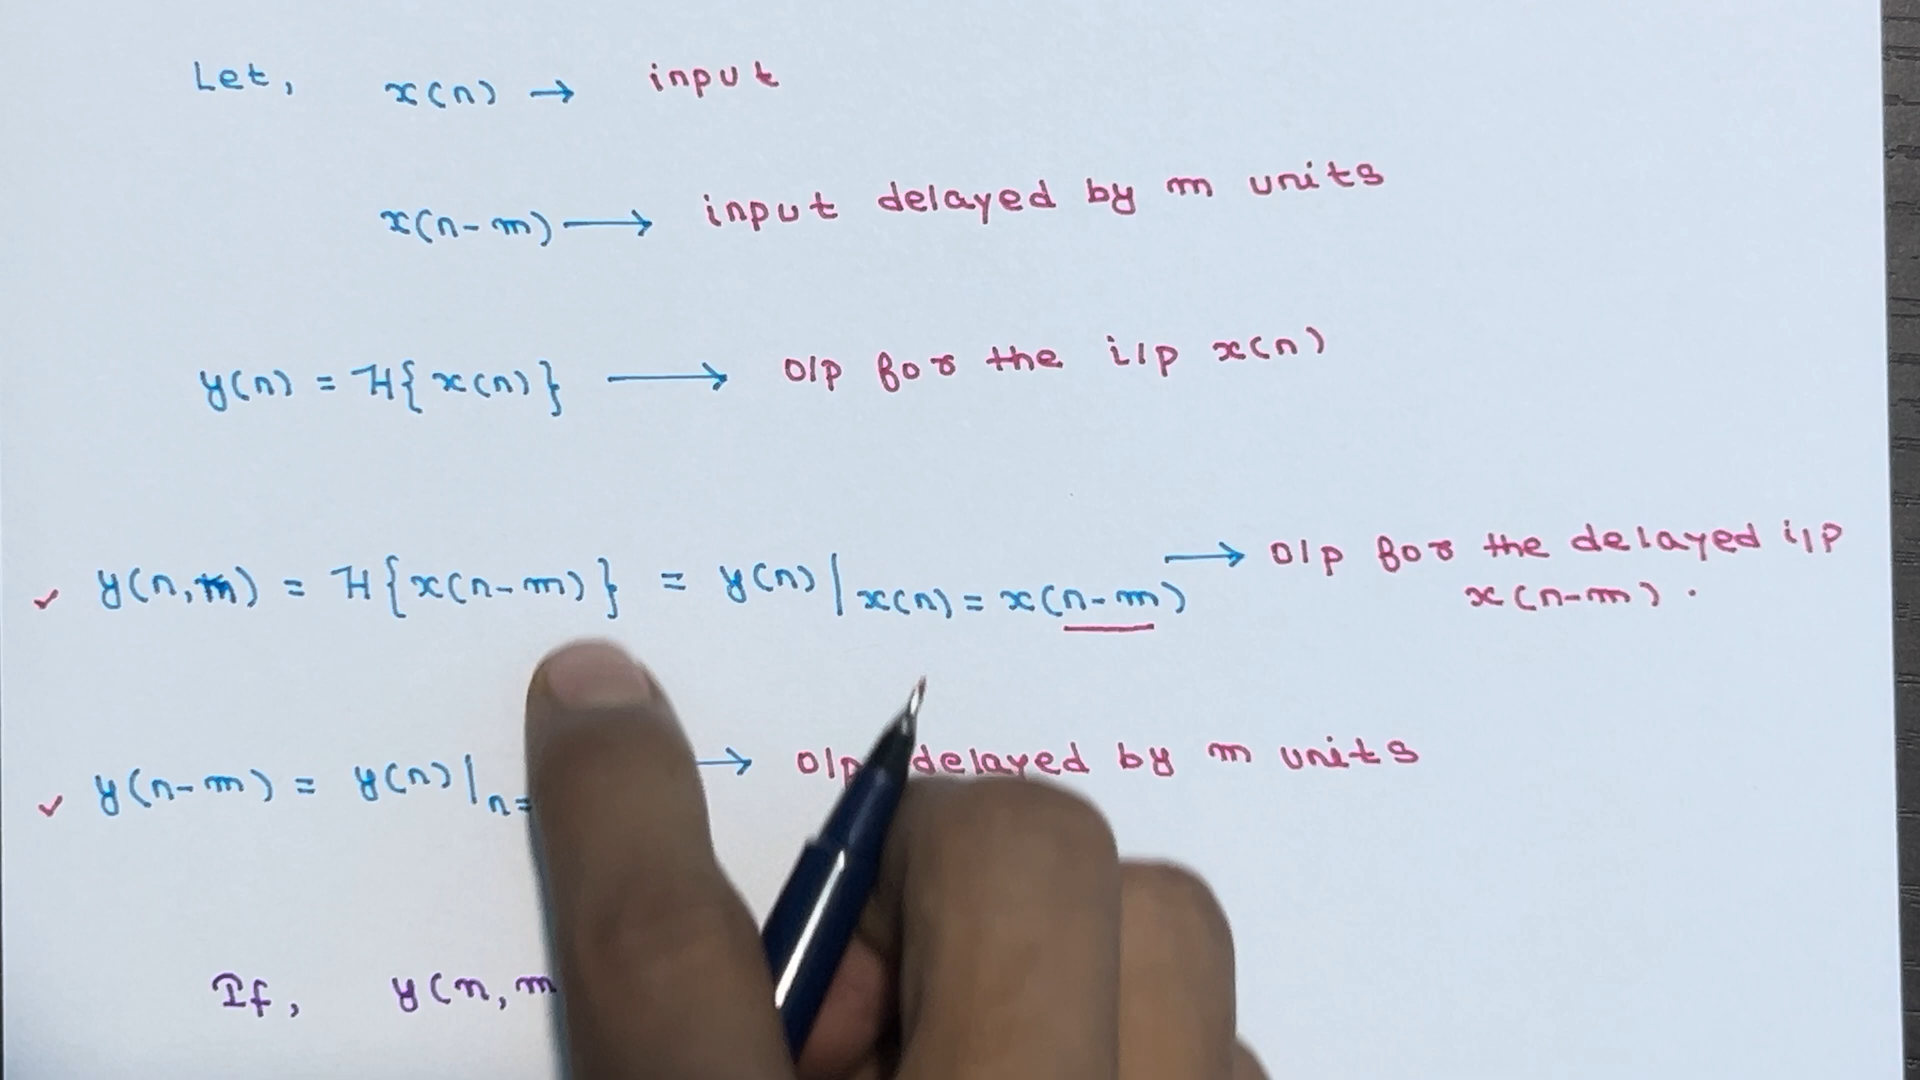 Let, x(n) → input
x(n-m) → input delayed by m units
y(n) = H{x(n)} → o/p for the i/p x(n)
✓ y(n,m) = H{x(n-m)} = y(n)|x(n) = x(n-m) → o/p for the delayed i/p
x(n-m).
✓ y(n-m) = y(n)|n= → o/p delayed by m units
If, y(n,m